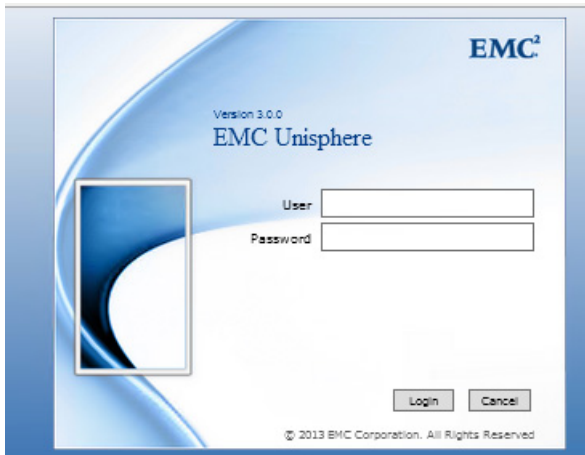 EMC²
Version 3.0.0
EMC Unisphere
User
Password
Login Cancel
© 2013 EMC Corporation. All Rights Reserved